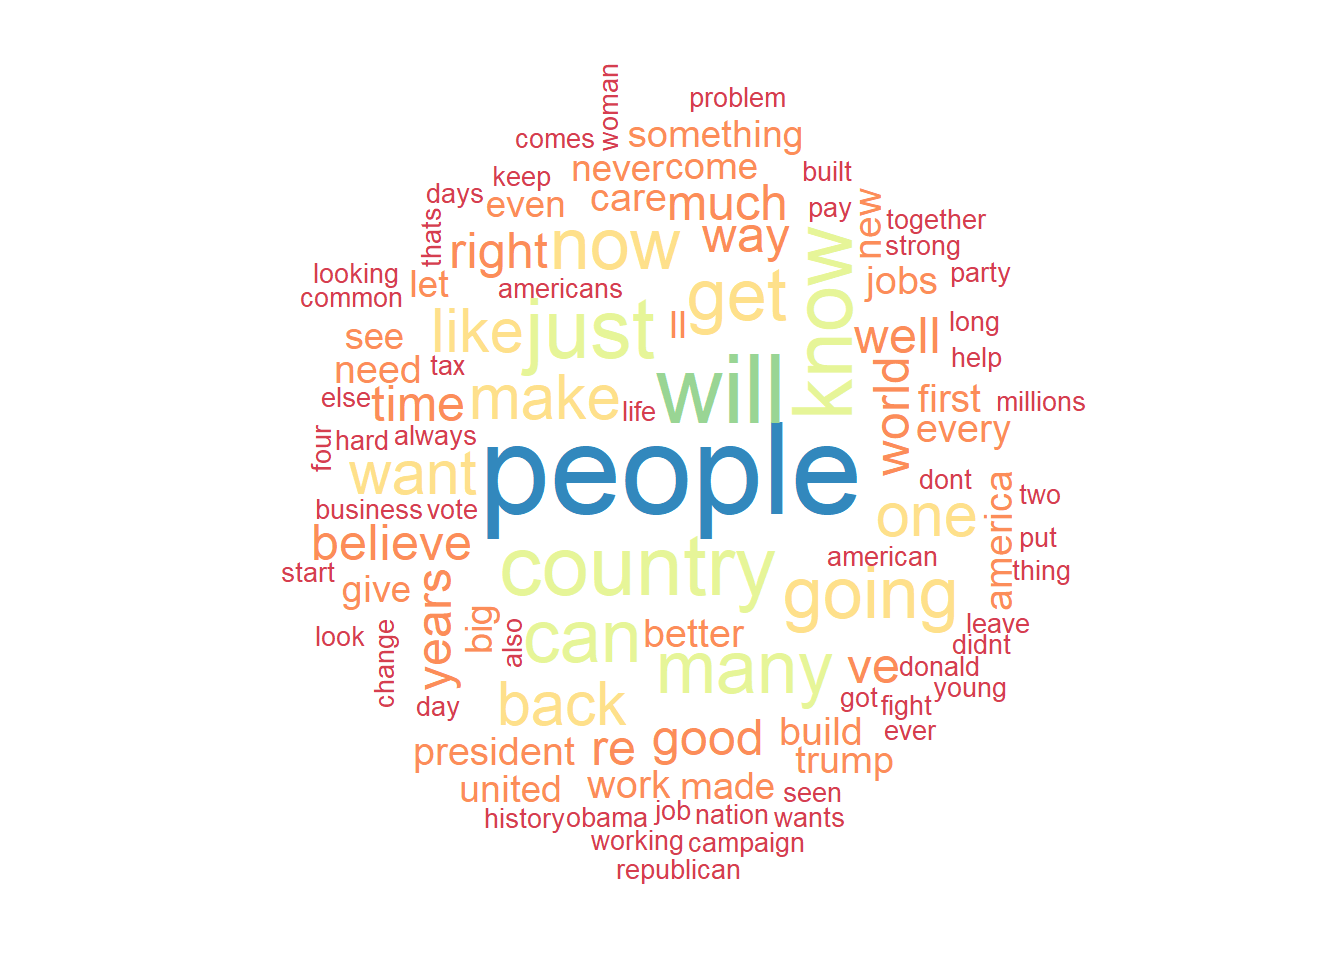 woman
problem
comes
something
never
come
built
keep
days
even
care
much
pay
new
together
thats
right
now
way
know
strong
looking
let
americans
get
jobs
party
common
see
like
just
ll
well
long
need
tax
help
else
time
make
life
will
world
first
millions
four
hard
always
every
want
people
dont
business
vote
one
america
two
believe
country
american
put
start
give
years
going
thing
look
change
big
also
can
better
leave
didnt
many
ve
donald
young
day
back
got
fight
president
re
good
build
ever
trump
united
work
made
seen
history
obama
job
nation
wants
working
campaign
republican